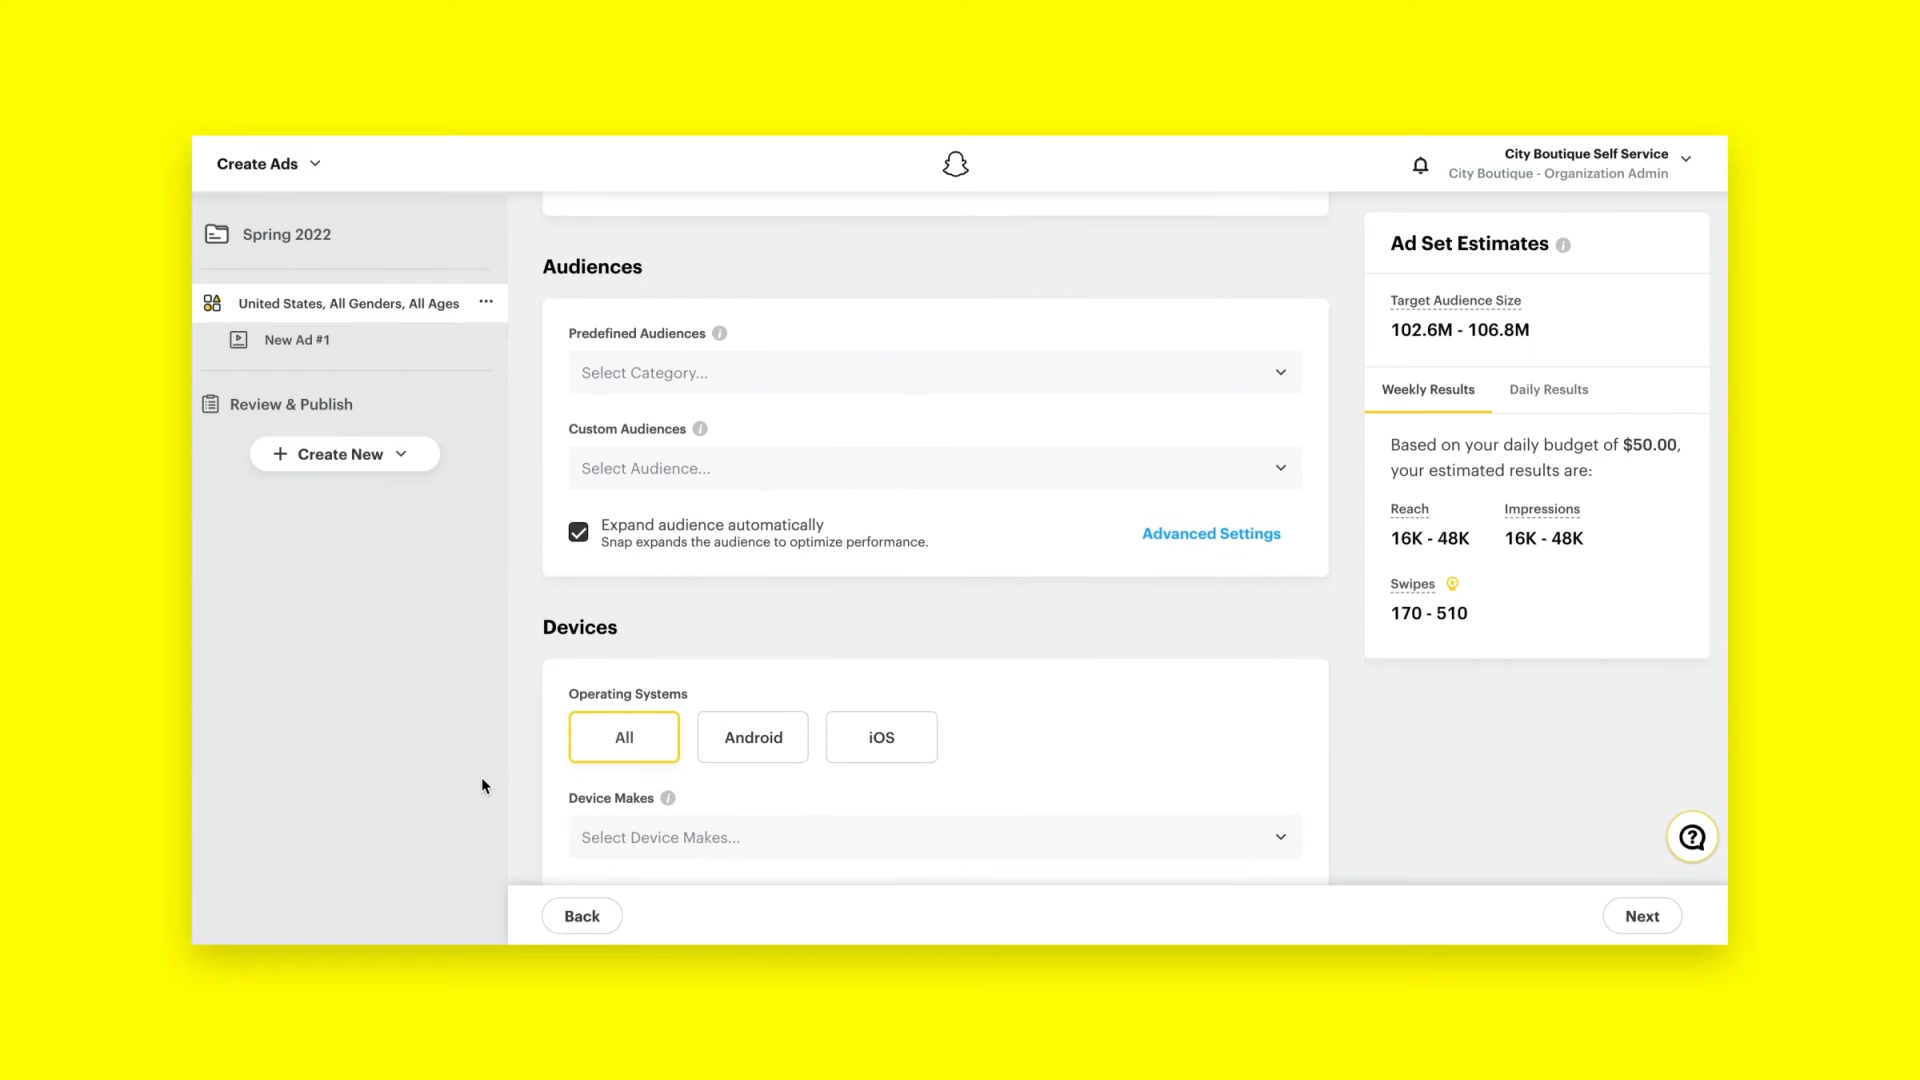 Create Ads
City Boutique Self Service
City Boutique - Organization Admin
Spring 2022
United States, All Genders, All Ages
New Ad #1
Review & Publish
+ Create New
Audiences
Predefined Audiences
Select Category...
Custom Audiences
Select Audience...
Expand audience automatically
Snap expands the audience to optimize performance.
Advanced Settings
Devices
Operating Systems
All
Android
iOS
Device Makes
Select Device Makes...
Back
Next
Ad Set Estimates
Target Audience Size
102.6M - 106.8M
Weekly Results
Daily Results
Based on your daily budget of $50.00,
your estimated results are:
Reach
Impressions
16K - 48K
16K - 48K
Swipes
170 - 510